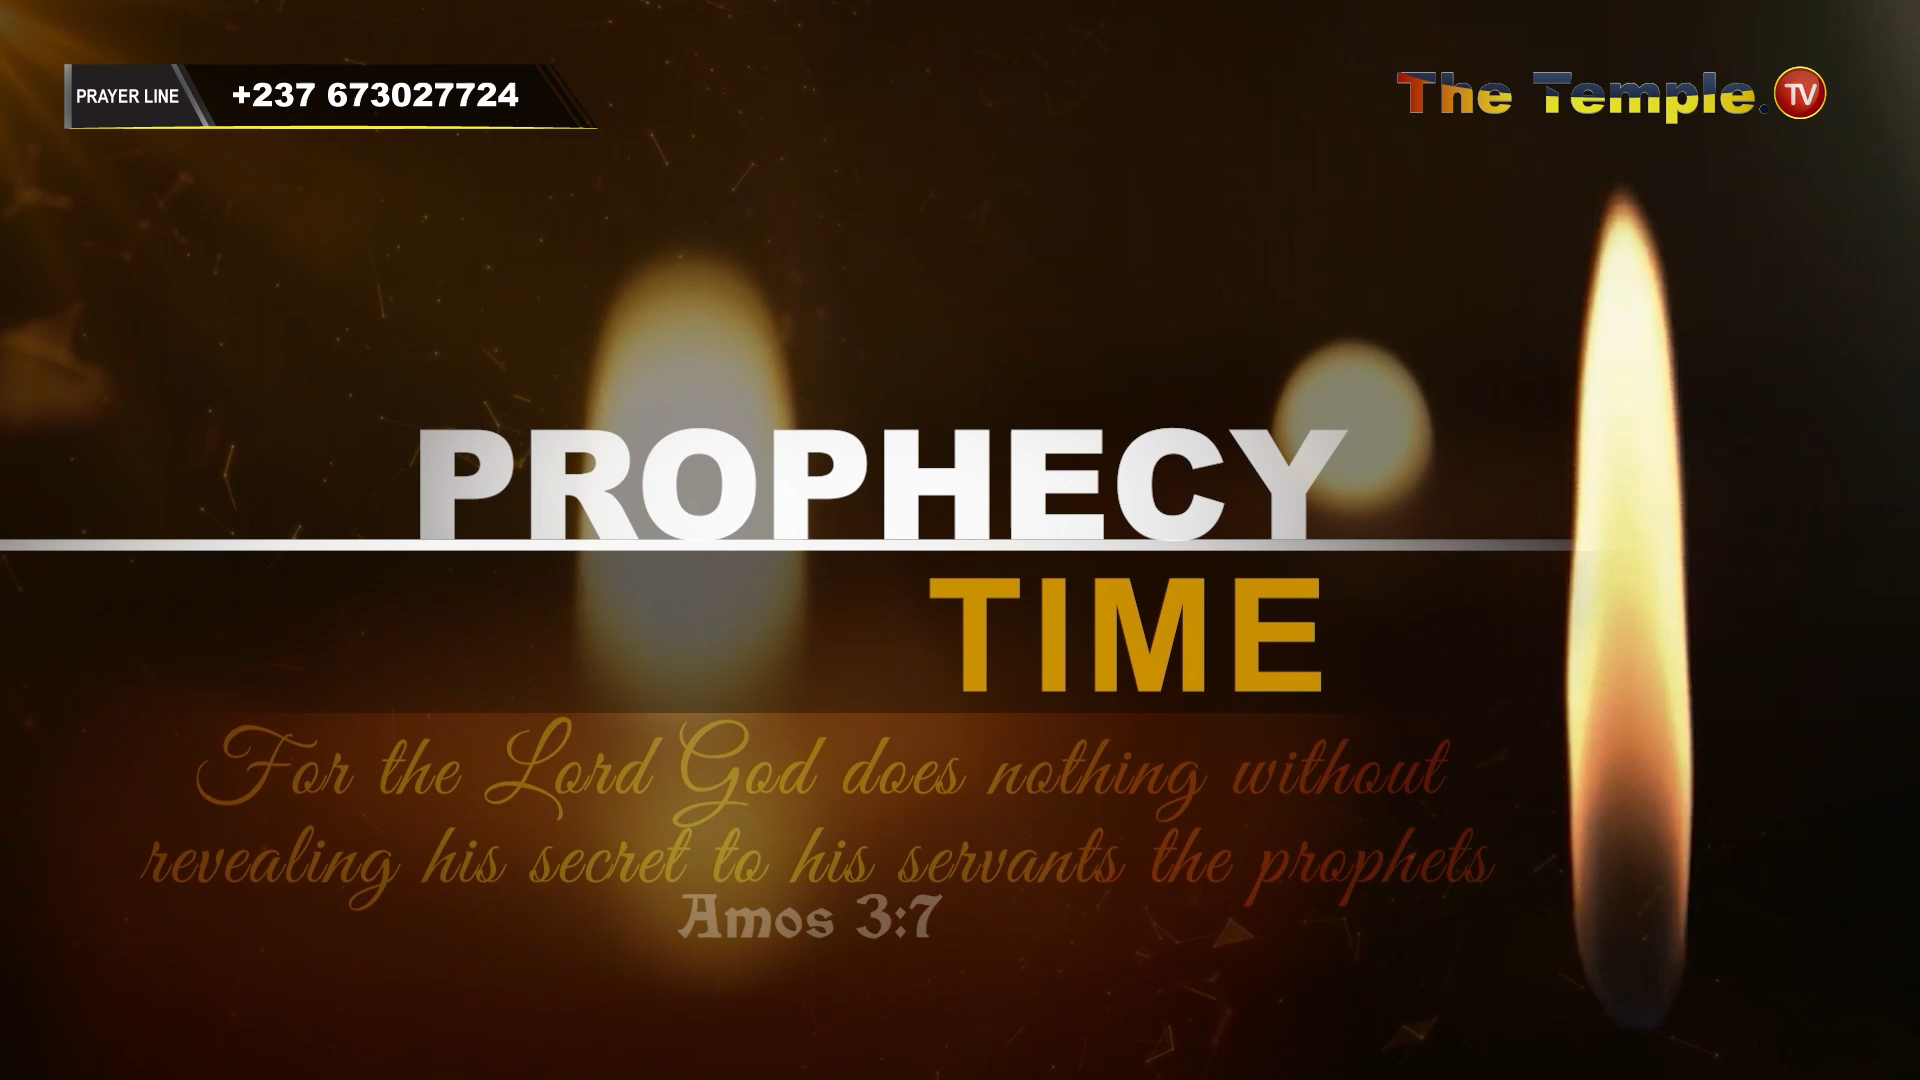 PRAYER LINE +237 673027724
The Temple. TV
PROPHECY
TIME
For the Lord God does nothing without
revealing his secret to his servants the prophets
Amos 3:7